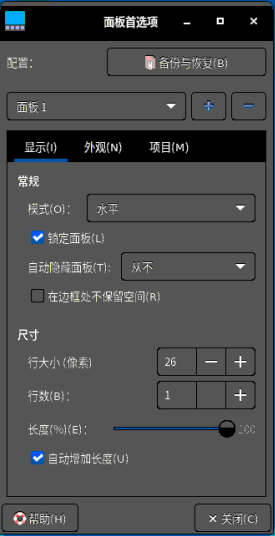 面板首选项
配置：
备份与恢复(B)
面板 1
显示(I) 外观(N) 项目(M)
常规
模式(O)： 水平
锁定面板(L)
自动隐藏面板(T)： 从不
在边框处不保留空间(R)
尺寸
行大小 (像素) 26
行数(B)： 1
长度(%)(E)： 100
自动增加长度(U)
帮助(H) 关闭(C)